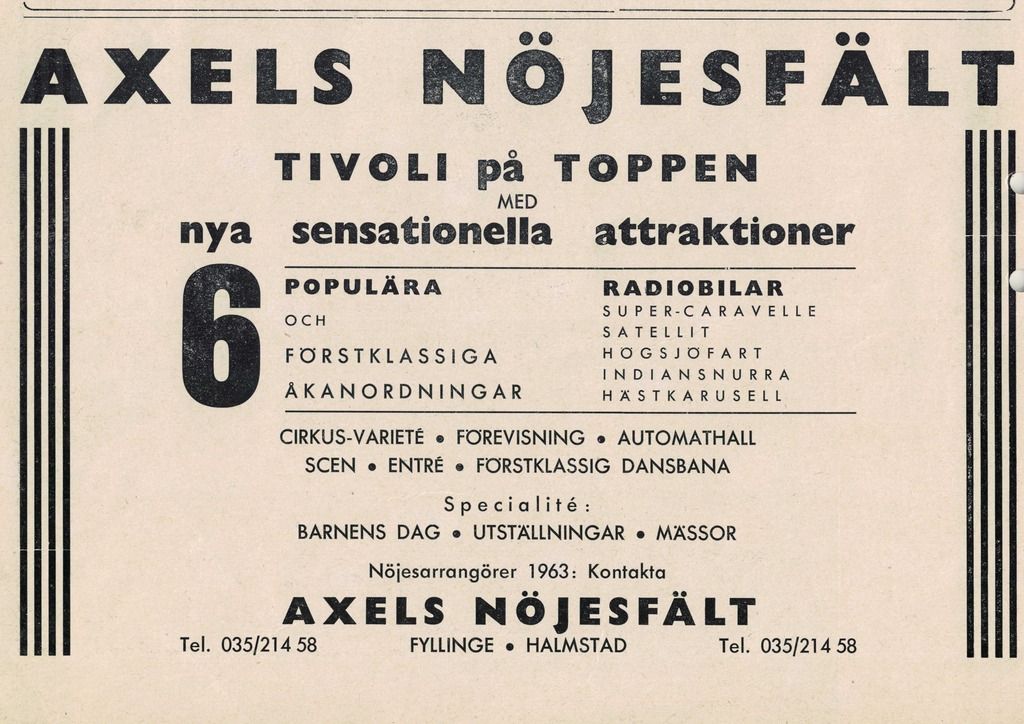 AXELS NÖJESFÄLT
TIVOLI på TOPPEN
MED
nya sensationella attraktioner
6
POPULÄRA
OCH
FÖRSTKLASSIGA
ÅKANORDNINGAR
RADIOBILAR
SUPER-CARAVELLE
SATELLIT
HÖGSJÖFART
INDIANSNURRA
HÄSTKARUSELL
CIRKUS-VARIETÉ • FÖREVISNING • AUTOMATHALL
SCEN • ENTRÉ • FÖRSTKLASSIG DANSBANA
Specialité:
BARNENS DAG • UTSTÄLLNINGAR • MÄSSOR
Nöjesarrangörer 1963: Kontakta
AXELS NÖJESFÄLT
Tel. 035/214 58 FYLLINGE • HALMSTAD Tel. 035/214 58